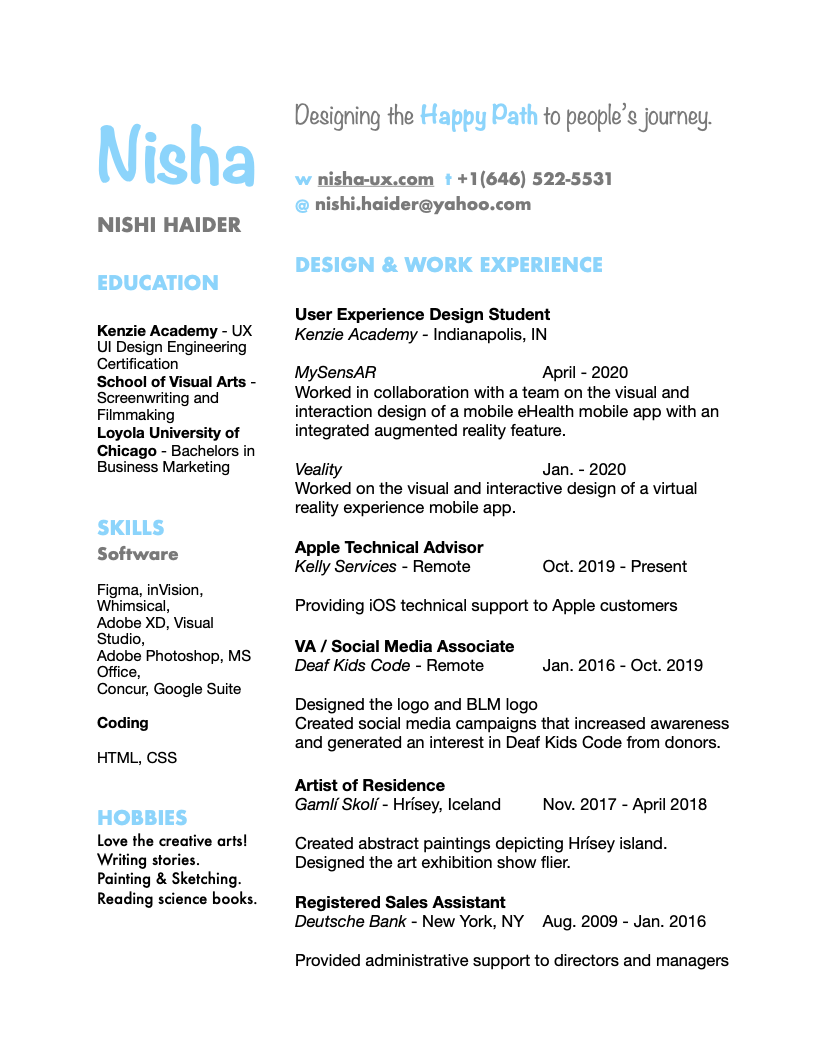 Nisha
NISHI HAIDER
EDUCATION
Kenzie Academy - UX
UI Design Engineering
Certification
School of Visual Arts -
Screenwriting and
Filmmaking
Loyola University of
Chicago - Bachelors in
Business Marketing
SKILLS
Software
Figma, inVision,
Whimsical,
Adobe XD, Visual
Studio,
Adobe Photoshop, MS
Office,
Concur, Google Suite
Coding
HTML, CSS
HOBBIES
Love the creative arts!
Writing stories.
Painting & Sketching.
Reading science books.
Designing the Happy Path to people's journey.
w nisha-ux.com t +1(646) 522-5531
@ nishi.haider@yahoo.com
DESIGN & WORK EXPERIENCE
User Experience Design Student
Kenzie Academy - Indianapolis, IN
MySensAR April - 2020
Worked in collaboration with a team on the visual and
interaction design of a mobile eHealth mobile app with an
integrated augmented reality feature.
Veality Jan. - 2020
Worked on the visual and interactive design of a virtual
reality experience mobile app.
Apple Technical Advisor
Kelly Services - Remote Oct. 2019 - Present
Providing iOS technical support to Apple customers
VA / Social Media Associate
Deaf Kids Code - Remote Jan. 2016 - Oct. 2019
Designed the logo and BLM logo
Created social media campaigns that increased awareness
and generated an interest in Deaf Kids Code from donors.
Artist of Residence
Gamlí Skolí - Hrísey, Iceland Nov. 2017 - April 2018
Created abstract paintings depicting Hrísey island.
Designed the art exhibition show flier.
Registered Sales Assistant
Deutsche Bank - New York, NY Aug. 2009 - Jan. 2016
Provided administrative support to directors and managers